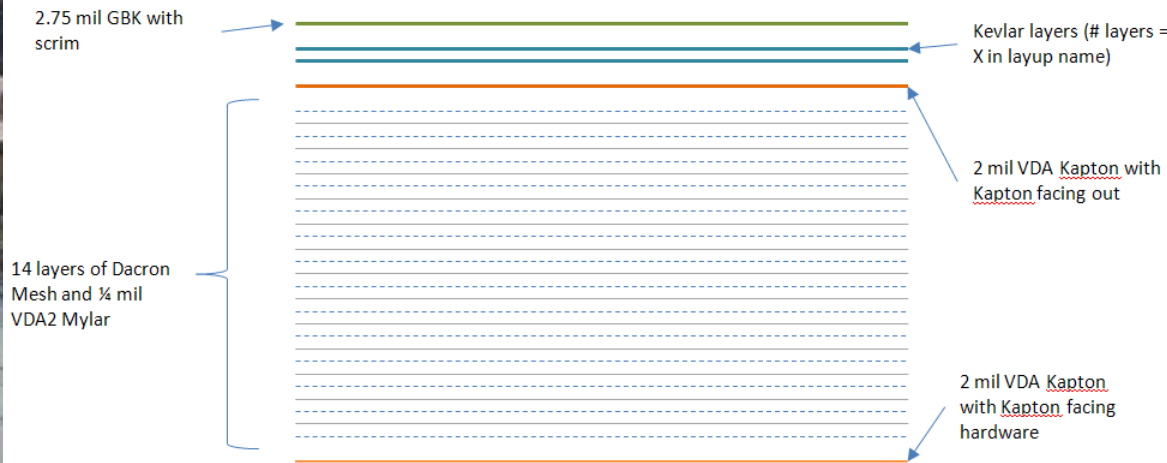 2.75 mil GBK with
scrim
Kevlar layers (# layers =
X in layup name)
2 mil VDA Kapton with
Kapton facing out
14 layers of Dacron
Mesh and ¼ mil
VDA2 Mylar
2 mil VDA Kapton
with Kapton facing
hardware